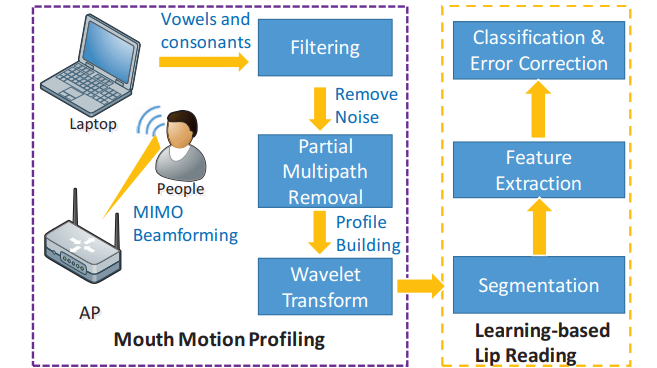 Vowels and
consonants
Filtering
Laptop
Remove
Noise
People
MIMO
Beamforming
Partial
Multipath
Removal
Profile
Building
AP
Wavelet
Transform
Mouth Motion Profiling
Classification &
Error Correction
Feature
Extraction
Segmentation
Learning-based
Lip Reading